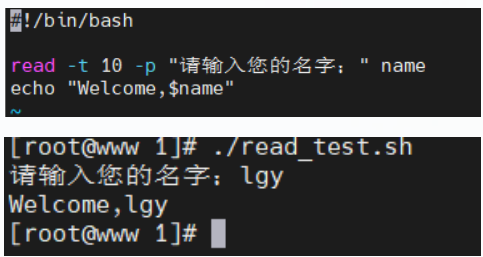 #!/bin/bash
read -t 10 -p "请输入您的名字：" name
echo "Welcome,$name"
~
[root@www 1]# ./read_test.sh
请输入您的名字：lgy
Welcome,lgy
[root@www 1]#